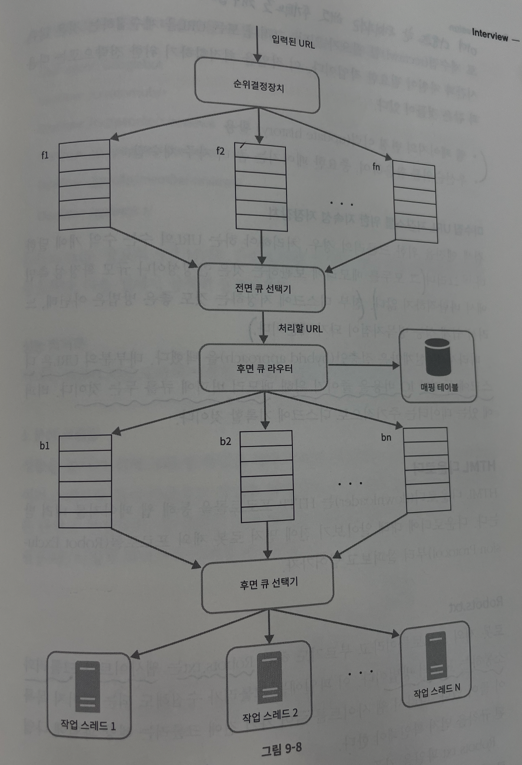 Interview —
입력된 URL
순위결정장치
f1
f2
fn
. . .
전면 큐 선택기
처리할 URL
후면 큐 라우터
매핑 테이블
b1
b2
bn
. . .
후면 큐 선택기
. . .
작업 스레드 1
작업 스레드 2
작업 스레드 N
그림 9-8